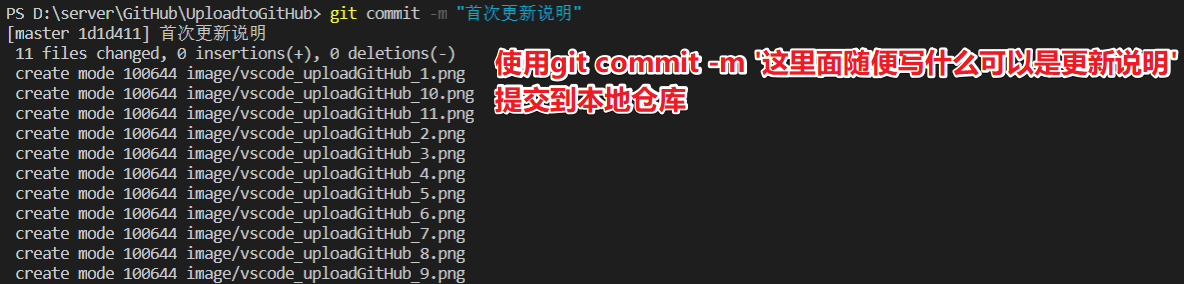 PS D:\server\GitHub\UploadtoGitHub> git commit -m "首次更新说明"
[master 1d1d411] 首次更新说明
 11 files changed, 0 insertions(+), 0 deletions(-)
 create mode 100644 image/vscode_uploadGitHub_1.png
 create mode 100644 image/vscode_uploadGitHub_10.png
 create mode 100644 image/vscode_uploadGitHub_11.png
 create mode 100644 image/vscode_uploadGitHub_2.png
 create mode 100644 image/vscode_uploadGitHub_3.png
 create mode 100644 image/vscode_uploadGitHub_4.png
 create mode 100644 image/vscode_uploadGitHub_5.png
 create mode 100644 image/vscode_uploadGitHub_6.png
 create mode 100644 image/vscode_uploadGitHub_7.png
 create mode 100644 image/vscode_uploadGitHub_8.png
 create mode 100644 image/vscode_uploadGitHub_9.png
使用git commit -m '这里面随便写什么可以是更新说明'
提交到本地仓库